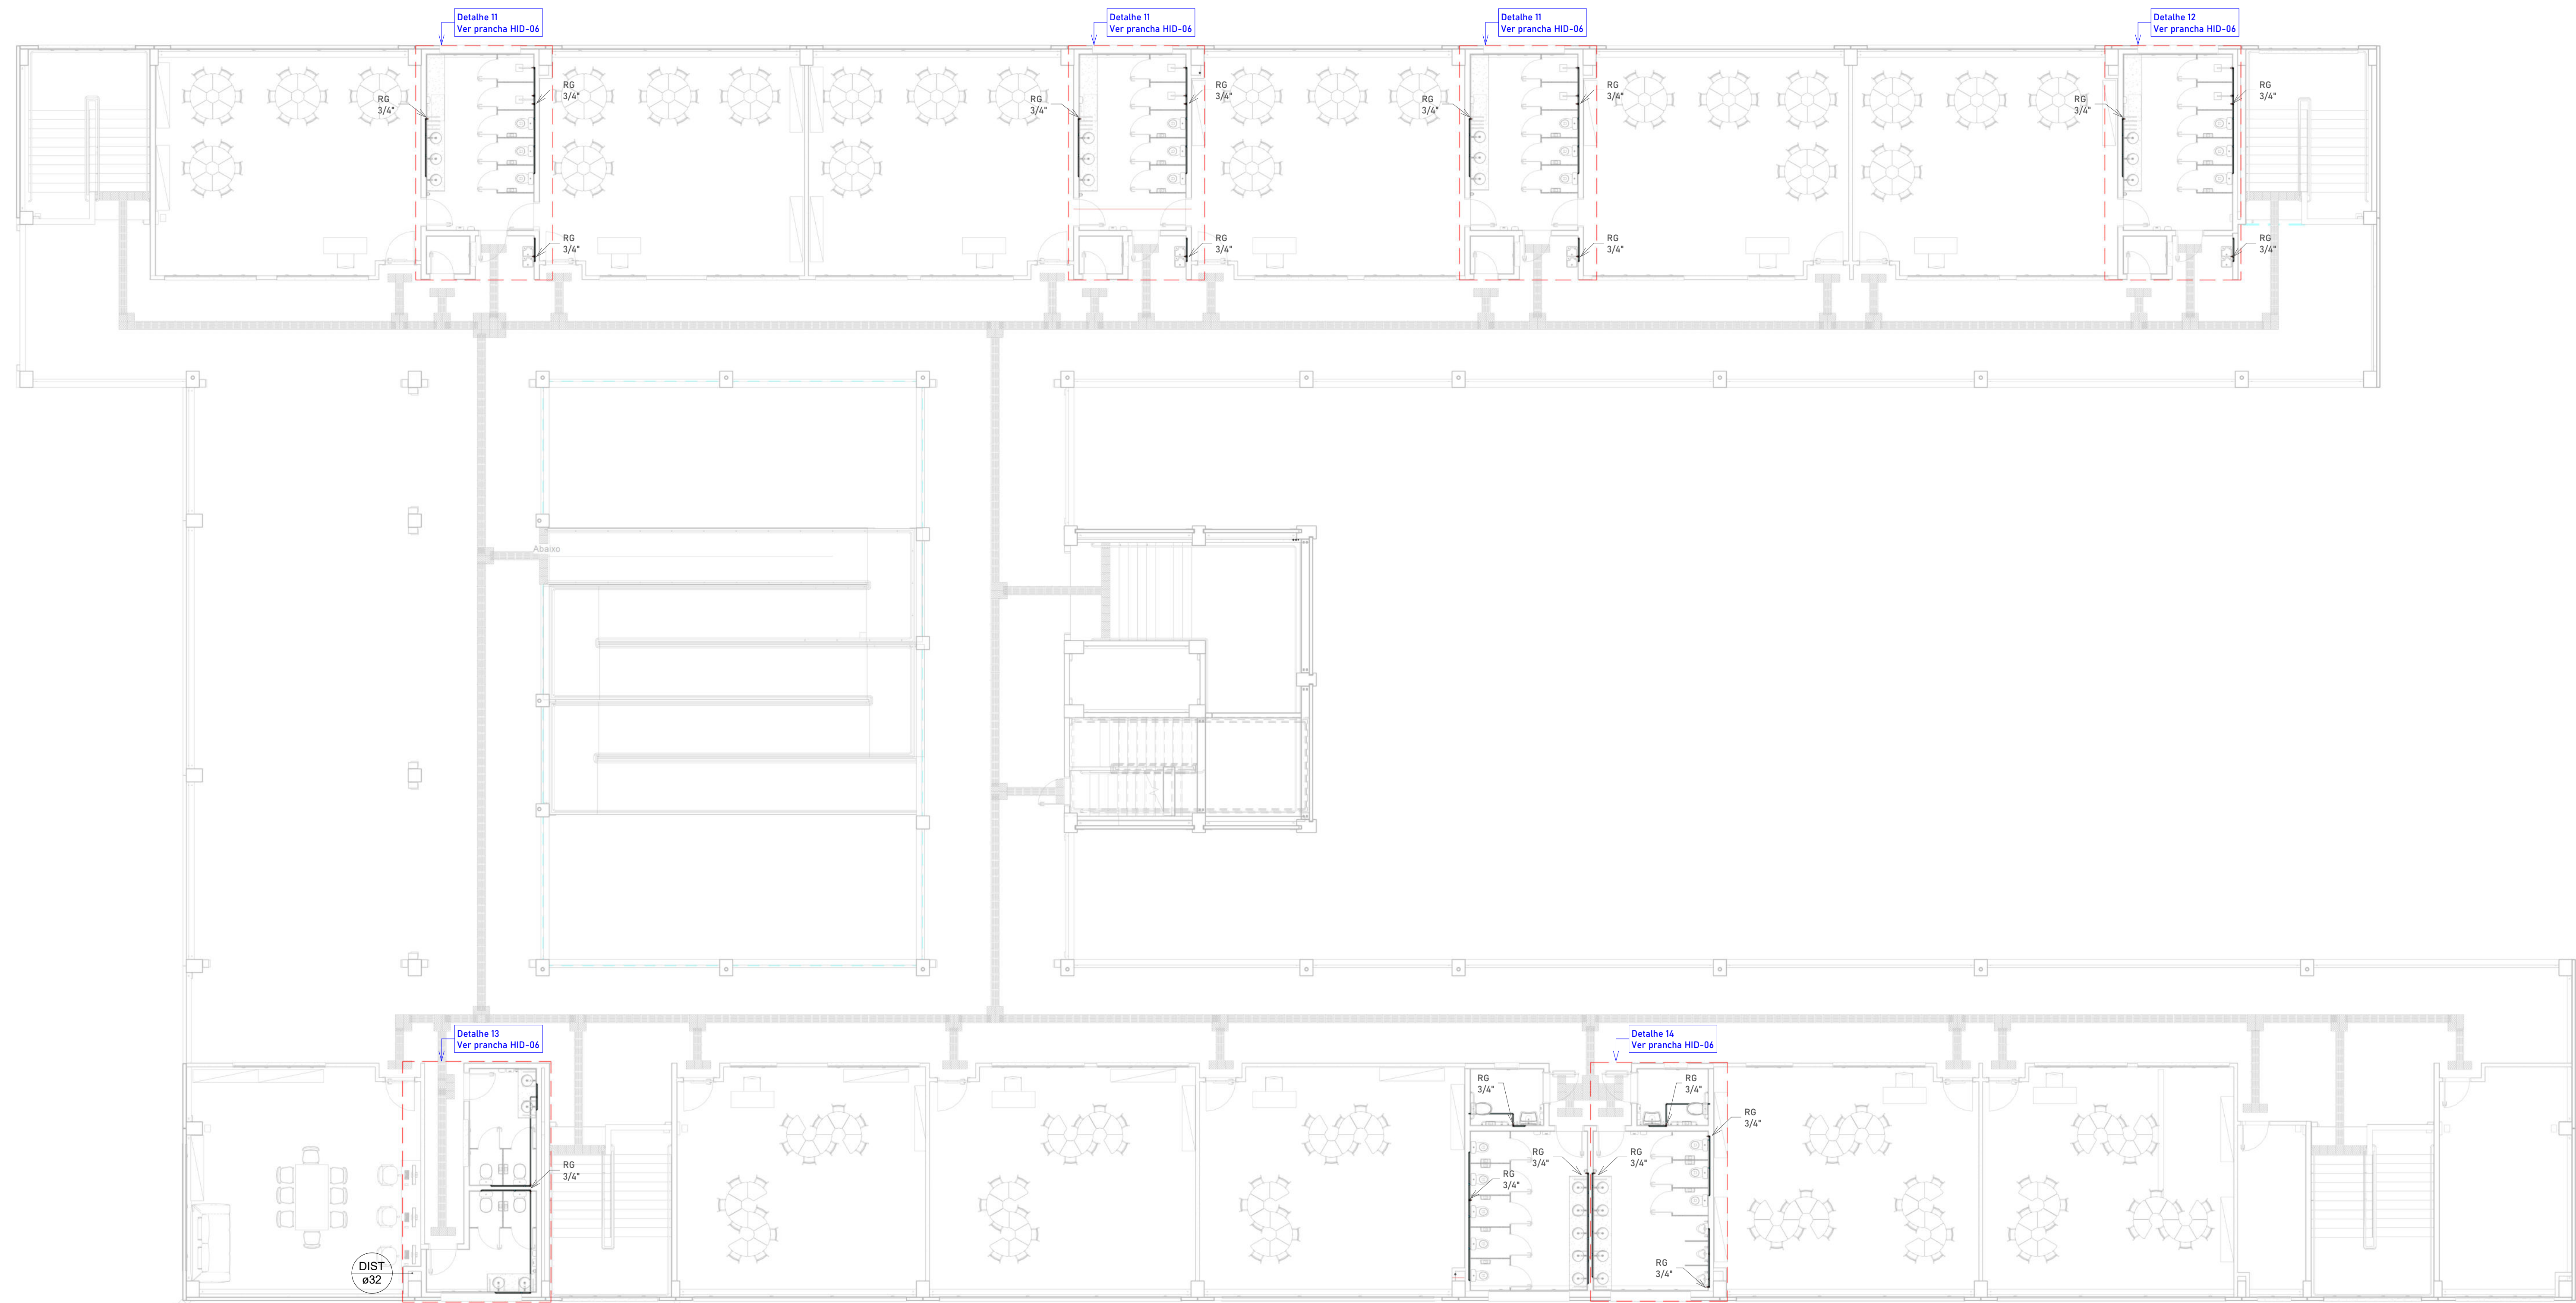 Detalhe 11
Ver prancha HID-06
Detalhe 11
Ver prancha HID-06
Detalhe 11
Ver prancha HID-06
Detalhe 12
Ver prancha HID-06
RG
3/4"
RG
3/4"
RG
3/4"
RG
3/4"
RG
3/4"
RG
3/4"
RG
3/4"
RG
3/4"
RG
3/4"
RG
3/4"
RG
3/4"
RG
3/4"
Abaixo
Detalhe 13
Ver prancha HID-06
Detalhe 14
Ver prancha HID-06
RG
3/4"
RG
3/4"
RG
3/4"
RG
3/4"
RG
3/4"
RG
3/4"
RG
3/4"
RG
3/4"
DIST
ø32